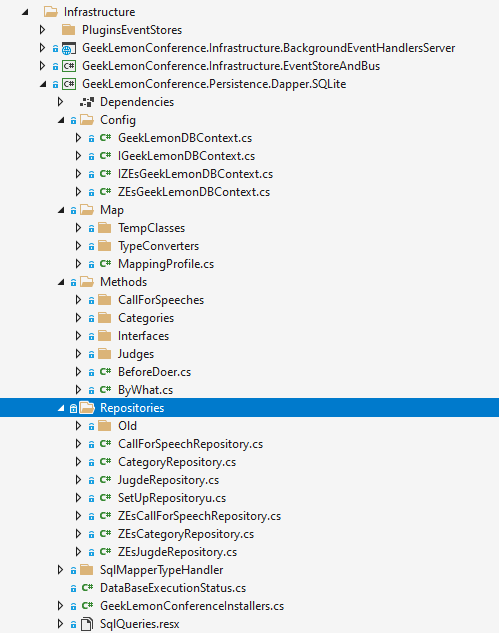 Infrastructure
PluginsEventStores
GeekLemonConference.Infrastructure.BackgroundEventHandlersServer
GeekLemonConference.Infrastructure.EventStoreAndBus
GeekLemonConference.Persistence.Dapper.SQLite
Dependencies
Config
GeekLemonDBContext.cs
IGeekLemonDBContext.cs
IZEsGeekLemonDBContext.cs
ZEsGeekLemonDBContext.cs
Map
TempClasses
TypeConverters
MappingProfile.cs
Methods
CallForSpeeches
Categories
Interfaces
Judges
BeforeDoer.cs
ByWhat.cs
Repositories
Old
CallForSpeechRepository.cs
CategoryRepository.cs
JugdeRepository.cs
SetUpRepositoryu.cs
ZEsCallForSpeechRepository.cs
ZEsCategoryRepository.cs
ZEsJugdeRepository.cs
SqlMapperTypeHandler
DataBaseExecutionStatus.cs
GeekLemonConferenceInstallers.cs
SqlQueries.resx